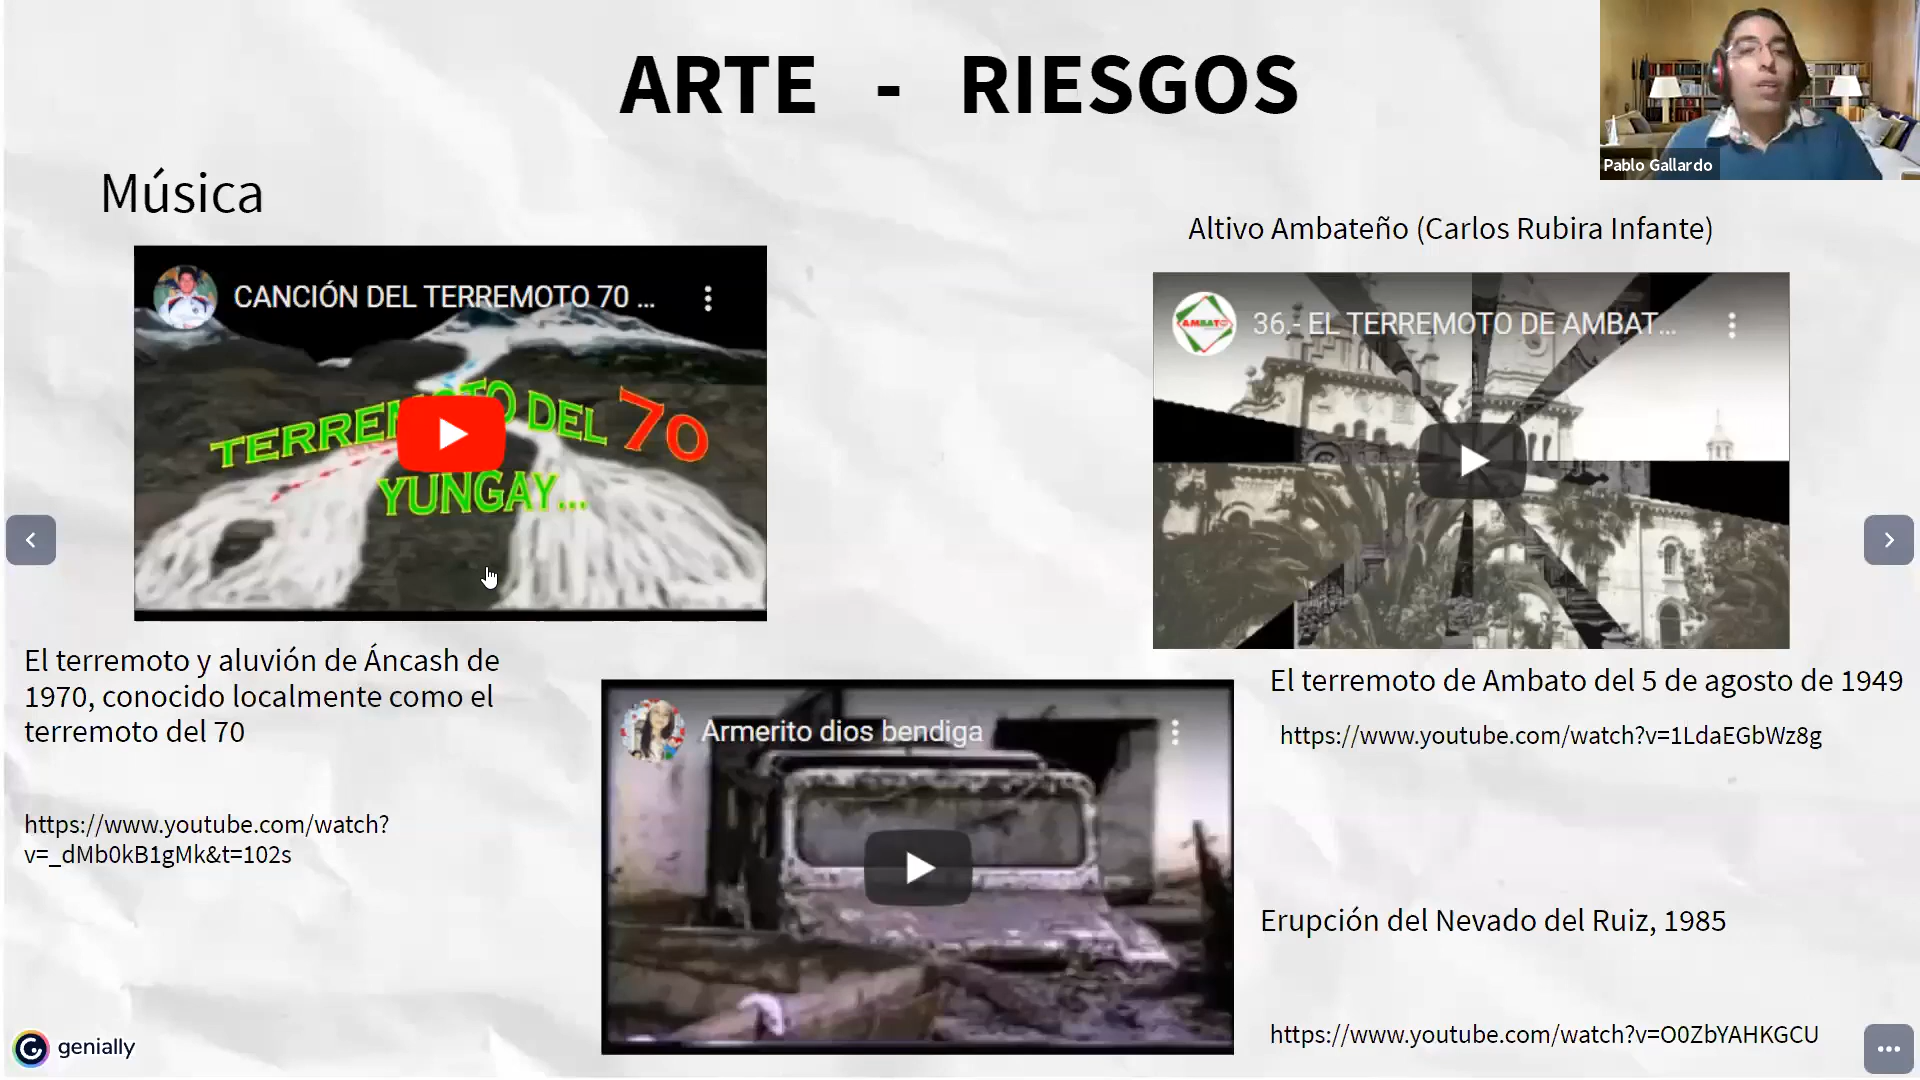 ARTE - RIESGOS
Pablo Gallardo
Música
Altivo Ambateño (Carlos Rubira Infante)
CANCIÓN DEL TERREMOTO 70 ...
TERREMOTO DEL 70
YUNGAY...
36.- EL TERREMOTO DE AMBAT...
AMBATO
El terremoto y aluvión de Áncash de
1970, conocido localmente como el
terremoto del 70
https://www.youtube.com/watch?
v=_dMb0kB1gMk&t=102s
Armerito dios bendiga
El terremoto de Ambato del 5 de agosto de 1949
https://www.youtube.com/watch?v=1LdaEGbWz8g
Erupción del Nevado del Ruiz, 1985
https://www.youtube.com/watch?v=O0ZbYAHKGCU
genially